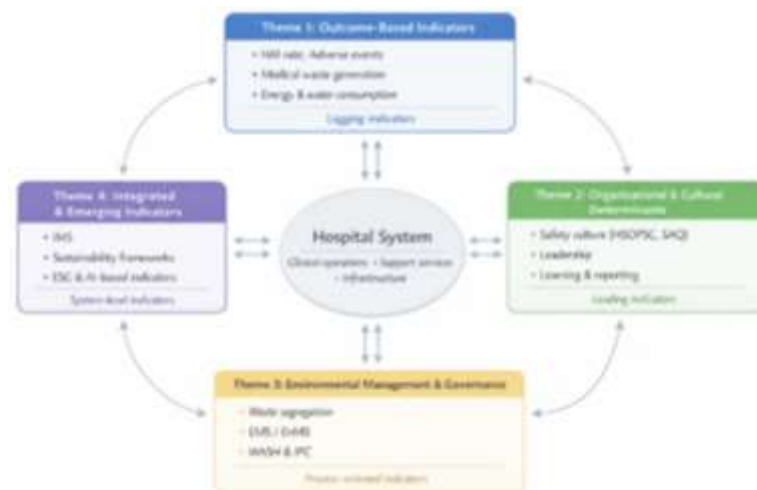 Theme 1: Outcome-Based Indicators
• HAI rate, Adverse events
• Medical waste generation
• Energy & water consumption
Lagging indicators
Theme 4: Integrated
& Emerging Indicators
• IMS
• Sustainability frameworks
• ESG & AI-based indicators
System-level indicators
Hospital System
Clinical operations • Support services
• Infrastructure
Theme 2: Organizational & Cultural
Determinants
• Safety culture (HSOPSC, SAQ)
• Leadership
• Learning & reporting
Leading indicators
Theme 3: Environmental Management & Governance
Waste segregation
EMS /
WASH & IPC
Process-oriented indicators